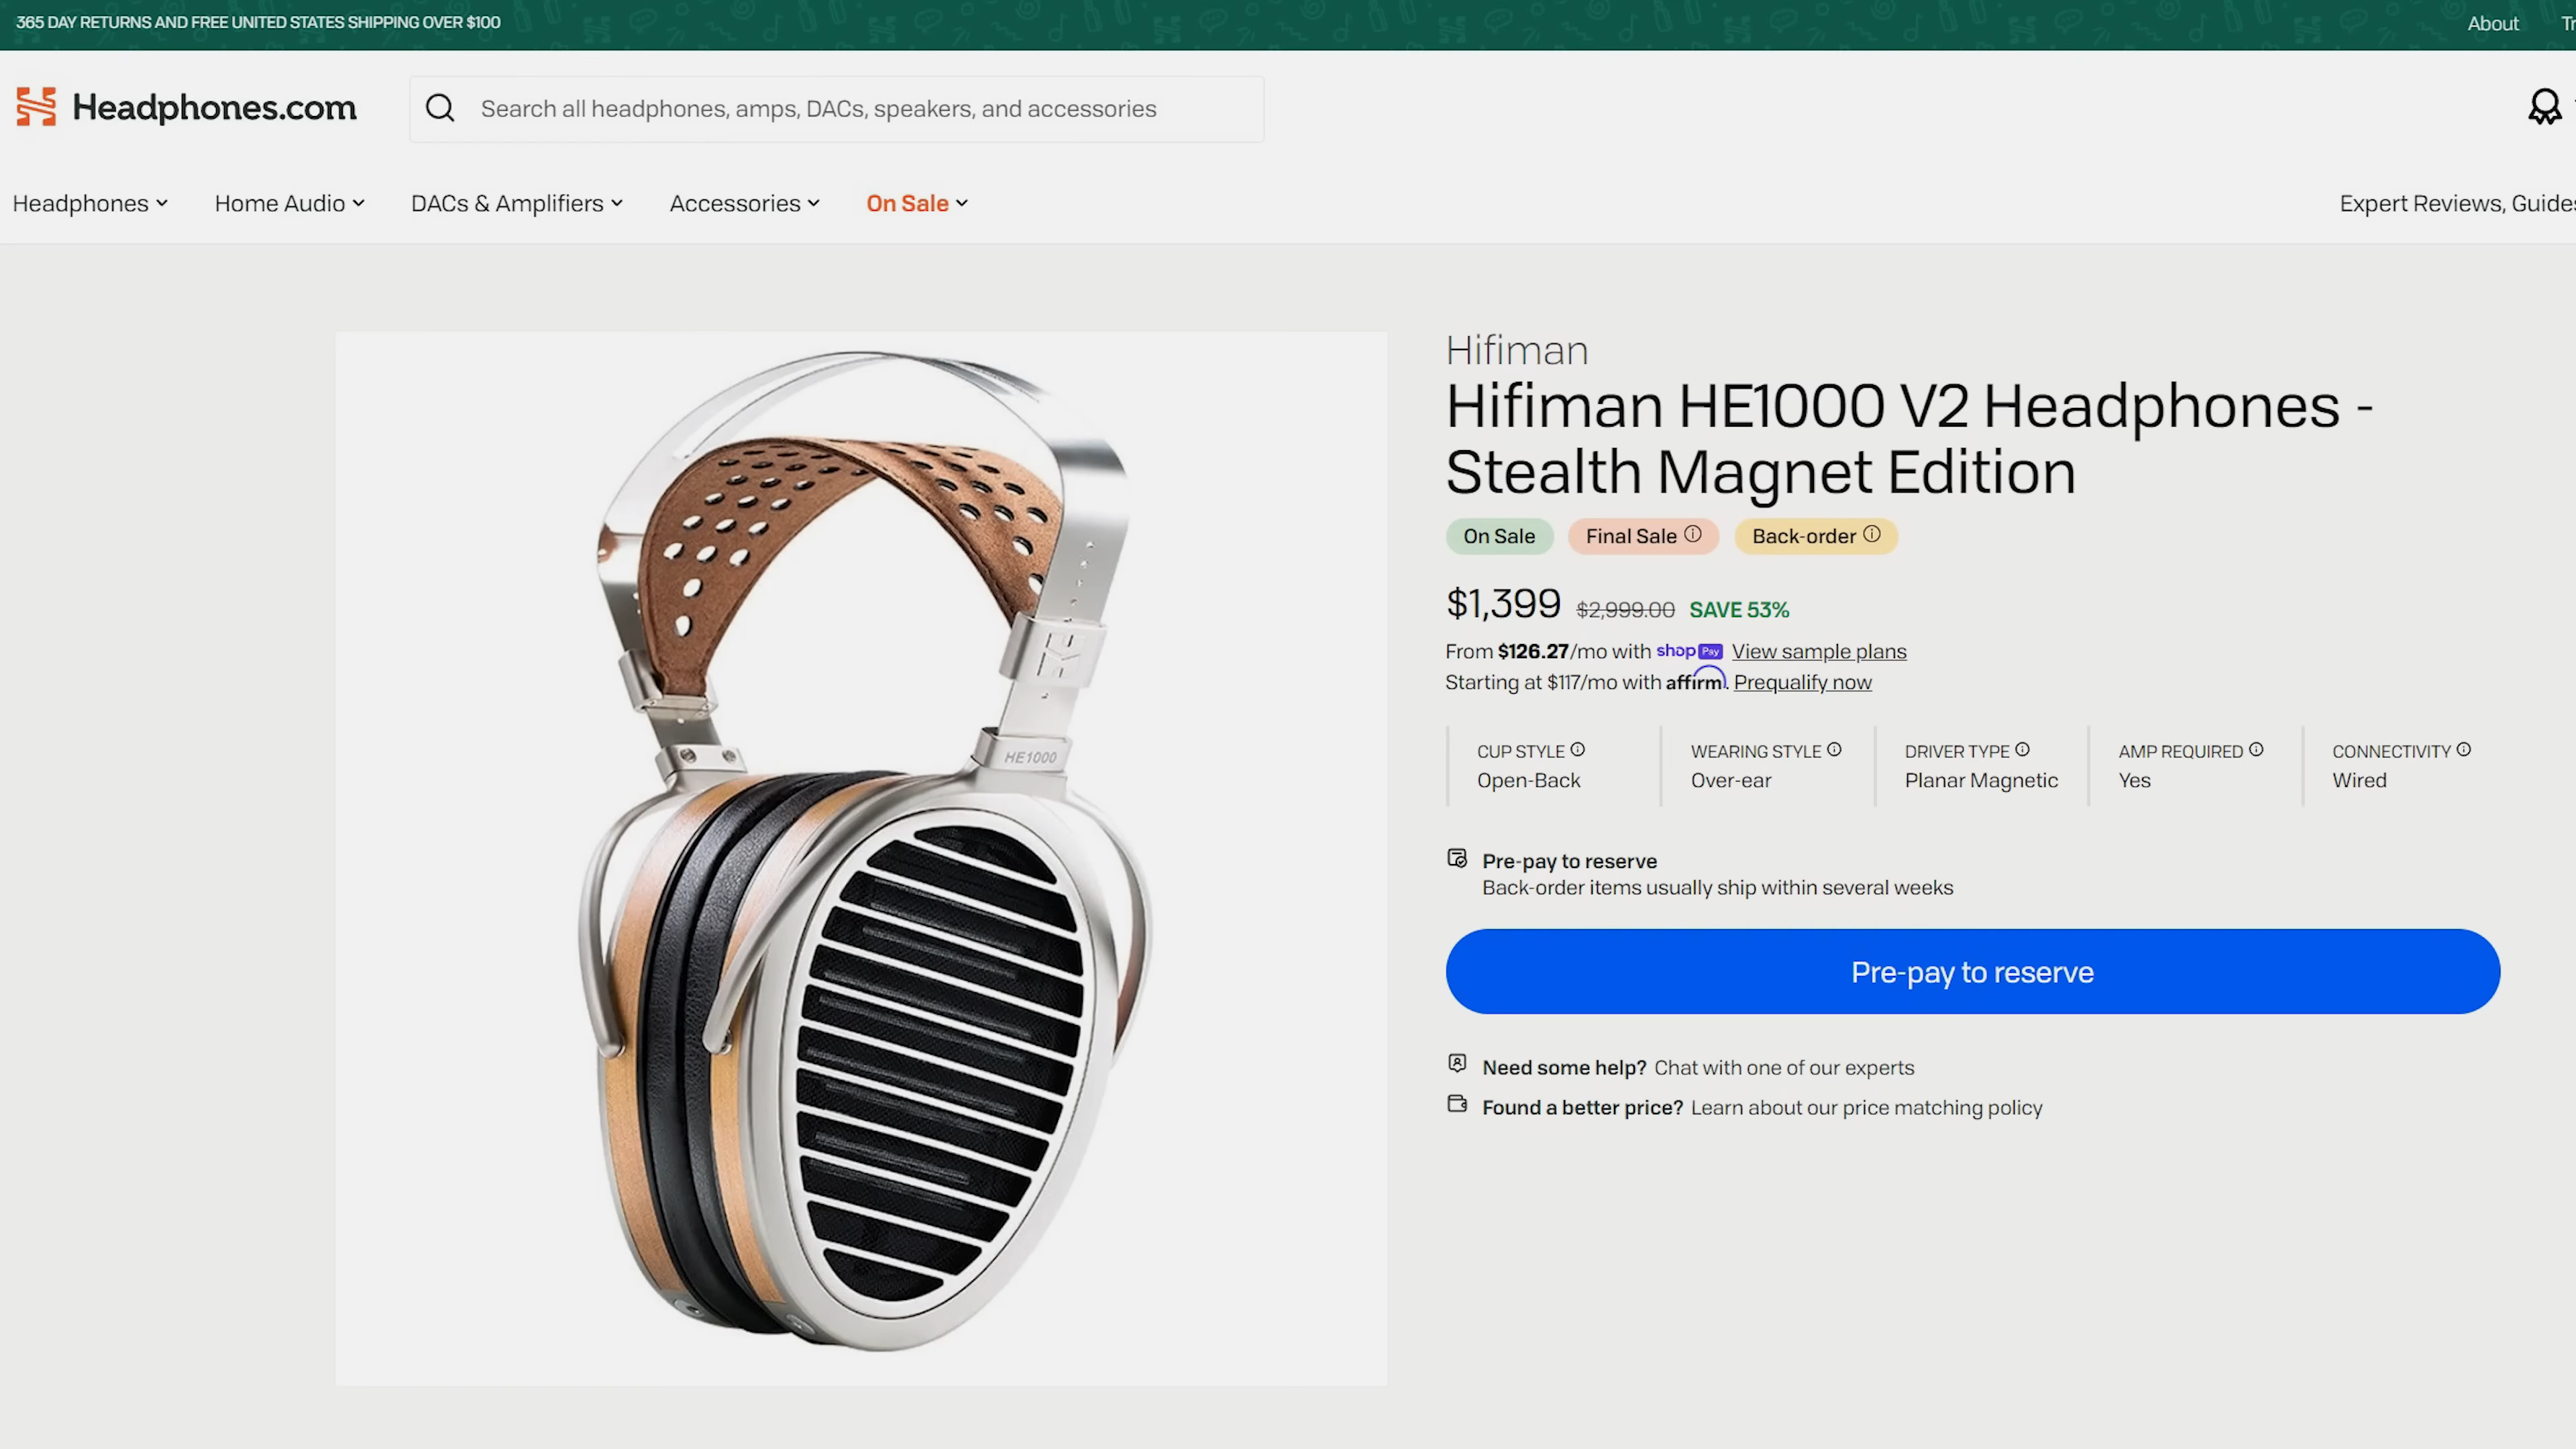 365 DAY RETURNS AND FREE UNITED STATES SHIPPING OVER $100
About
Headphones.com
Search all headphones, amps, DACs, speakers, and accessories
Headphones
Home Audio
DACs & Amplifiers
Accessories
On Sale
Expert Reviews, Guides
Hifiman
Hifiman HE1000 V2 Headphones -
Stealth Magnet Edition
On Sale
Final Sale
Back-order
$1,399 $2,999.00 SAVE 53%
From $126.27/mo with shop Pay View sample plans
Starting at $117/mo with affirm. Prequalify now
CUP STYLE
Open-Back
WEARING STYLE
Over-ear
DRIVER TYPE
Planar Magnetic
AMP REQUIRED
Yes
CONNECTIVITY
Wired
HE1000
Pre-pay to reserve
Back-order items usually ship within several weeks
Pre-pay to reserve
Need some help? Chat with one of our experts
Found a better price? Learn about our price matching policy